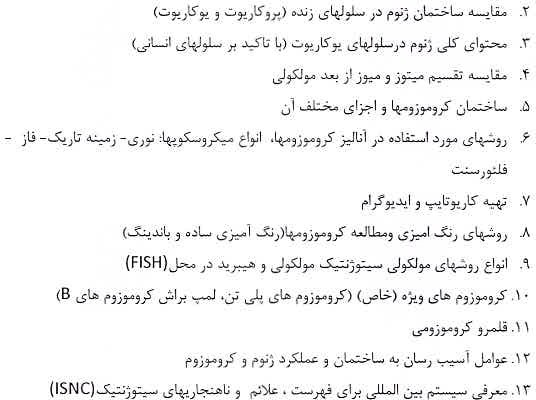 ۲. مقایسه ساختمان ژنوم در سلولهای زنده (پروکاریوت و یوکاریوت)
۳. محتوای کلی ژنوم درسلولهای یوکاریوت (با تاکید بر سلولهای انسانی)
۴. مقایسه تقسیم میتوز و میوز از بعد مولکولی
۵. ساختمان کروموزومها و اجزای مختلف آن
۶. روشهای مورد استفاده در آنالیز کروموزومها، انواع میکروسکوپها: نوری- زمینه تاریک- فاز -
فلئورسنت
۷. تهیه کاریوتایپ و ایدیوگرام
۸. روشهای رنگ امیزی ومطالعه کروموزومها(رنگ آمیزی ساده و باندینگ)
۹. انواع روشهای مولکولی سیتوژنتیک مولکولی و هیبرید در محل(FISH)
۱۰. کروموزوم های ویژه (خاص) (کروموزوم های پلی تن، لمپ براش کروموزوم های B)
۱۱. قلمرو کروموزومی
۱۲. عوامل آسیب رسان به ساختمان و عملکرد ژنوم و کروموزوم
۱۳. معرفی سیستم بین المللی برای فهرست ، علائم و ناهنجاریهای سیتوژنتیک(ISNC)